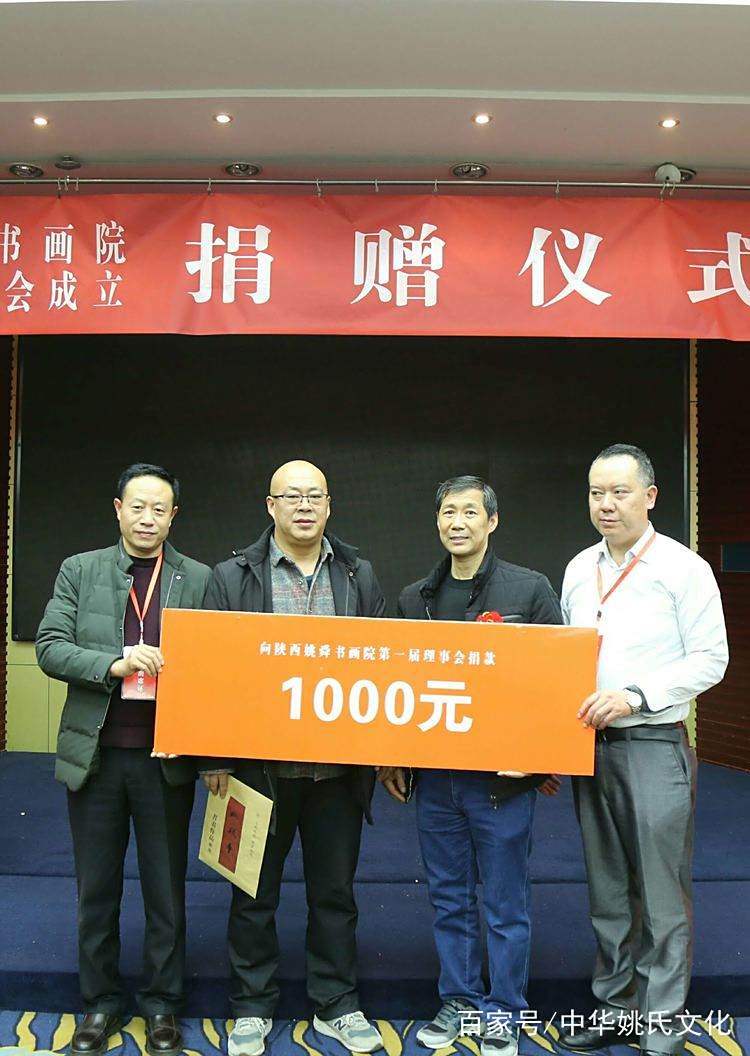 书画院
会成立
捐赠仪式
向陕西姚舜书画院第一届理事会捐款
1000元
百家号/中华姚氏文化